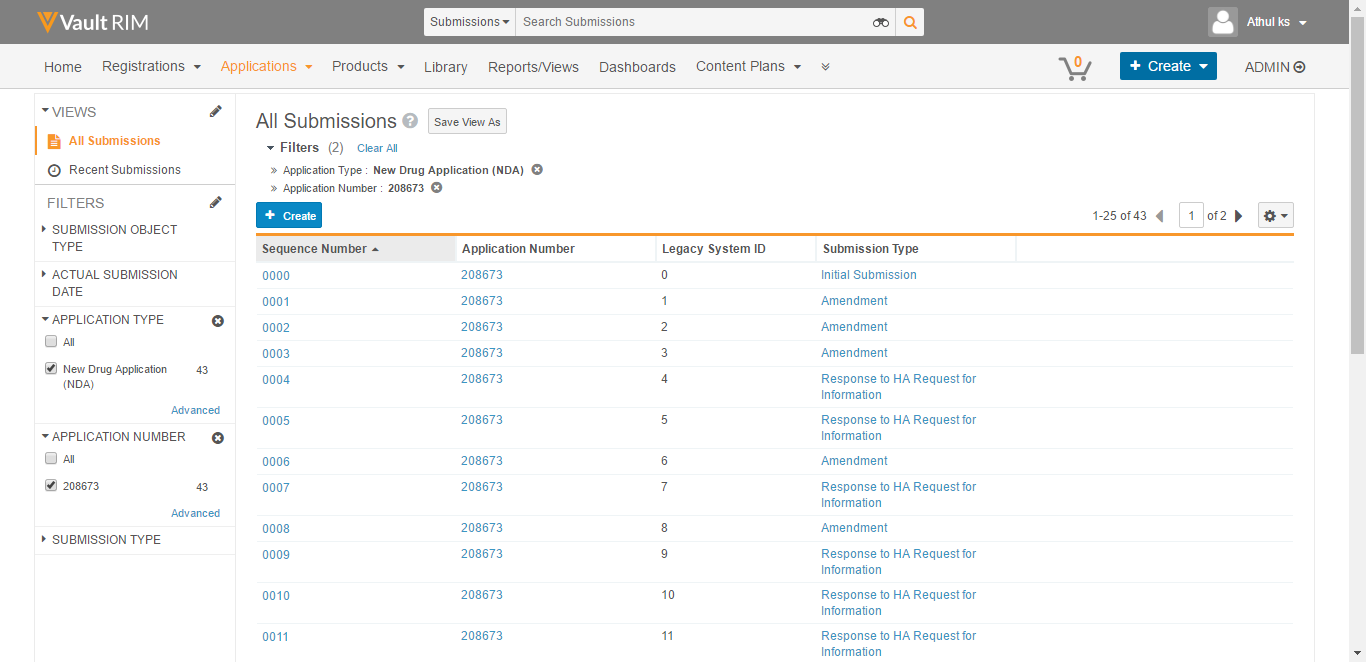 Vault RIM
Submissions
Search Submissions
Athul ks
Home
Registrations
Applications
Products
Library
Reports/Views
Dashboards
Content Plans
0
+ Create
ADMIN
VIEWS
All Submissions
Recent Submissions
FILTERS
SUBMISSION OBJECT
TYPE
ACTUAL SUBMISSION
DATE
APPLICATION TYPE
All
New Drug Application 43
(NDA)
Advanced
APPLICATION NUMBER
All
208673 43
Advanced
SUBMISSION TYPE
All Submissions ? Save View As
Filters (2) Clear All
» Application Type : New Drug Application (NDA)
» Application Number : 208673
+ Create
1-25 of 43 1 of 2
Sequence Number Application Number Legacy System ID Submission Type
0000 208673 0 Initial Submission
0001 208673 1 Amendment
0002 208673 2 Amendment
0003 208673 3 Amendment
0004 208673 4 Response to HA Request for
Information
0005 208673 5 Response to HA Request for
Information
0006 208673 6 Amendment
0007 208673 7 Response to HA Request for
Information
0008 208673 8 Amendment
0009 208673 9 Response to HA Request for
Information
0010 208673 10 Response to HA Request for
Information
0011 208673 11 Response to HA Request for
Information